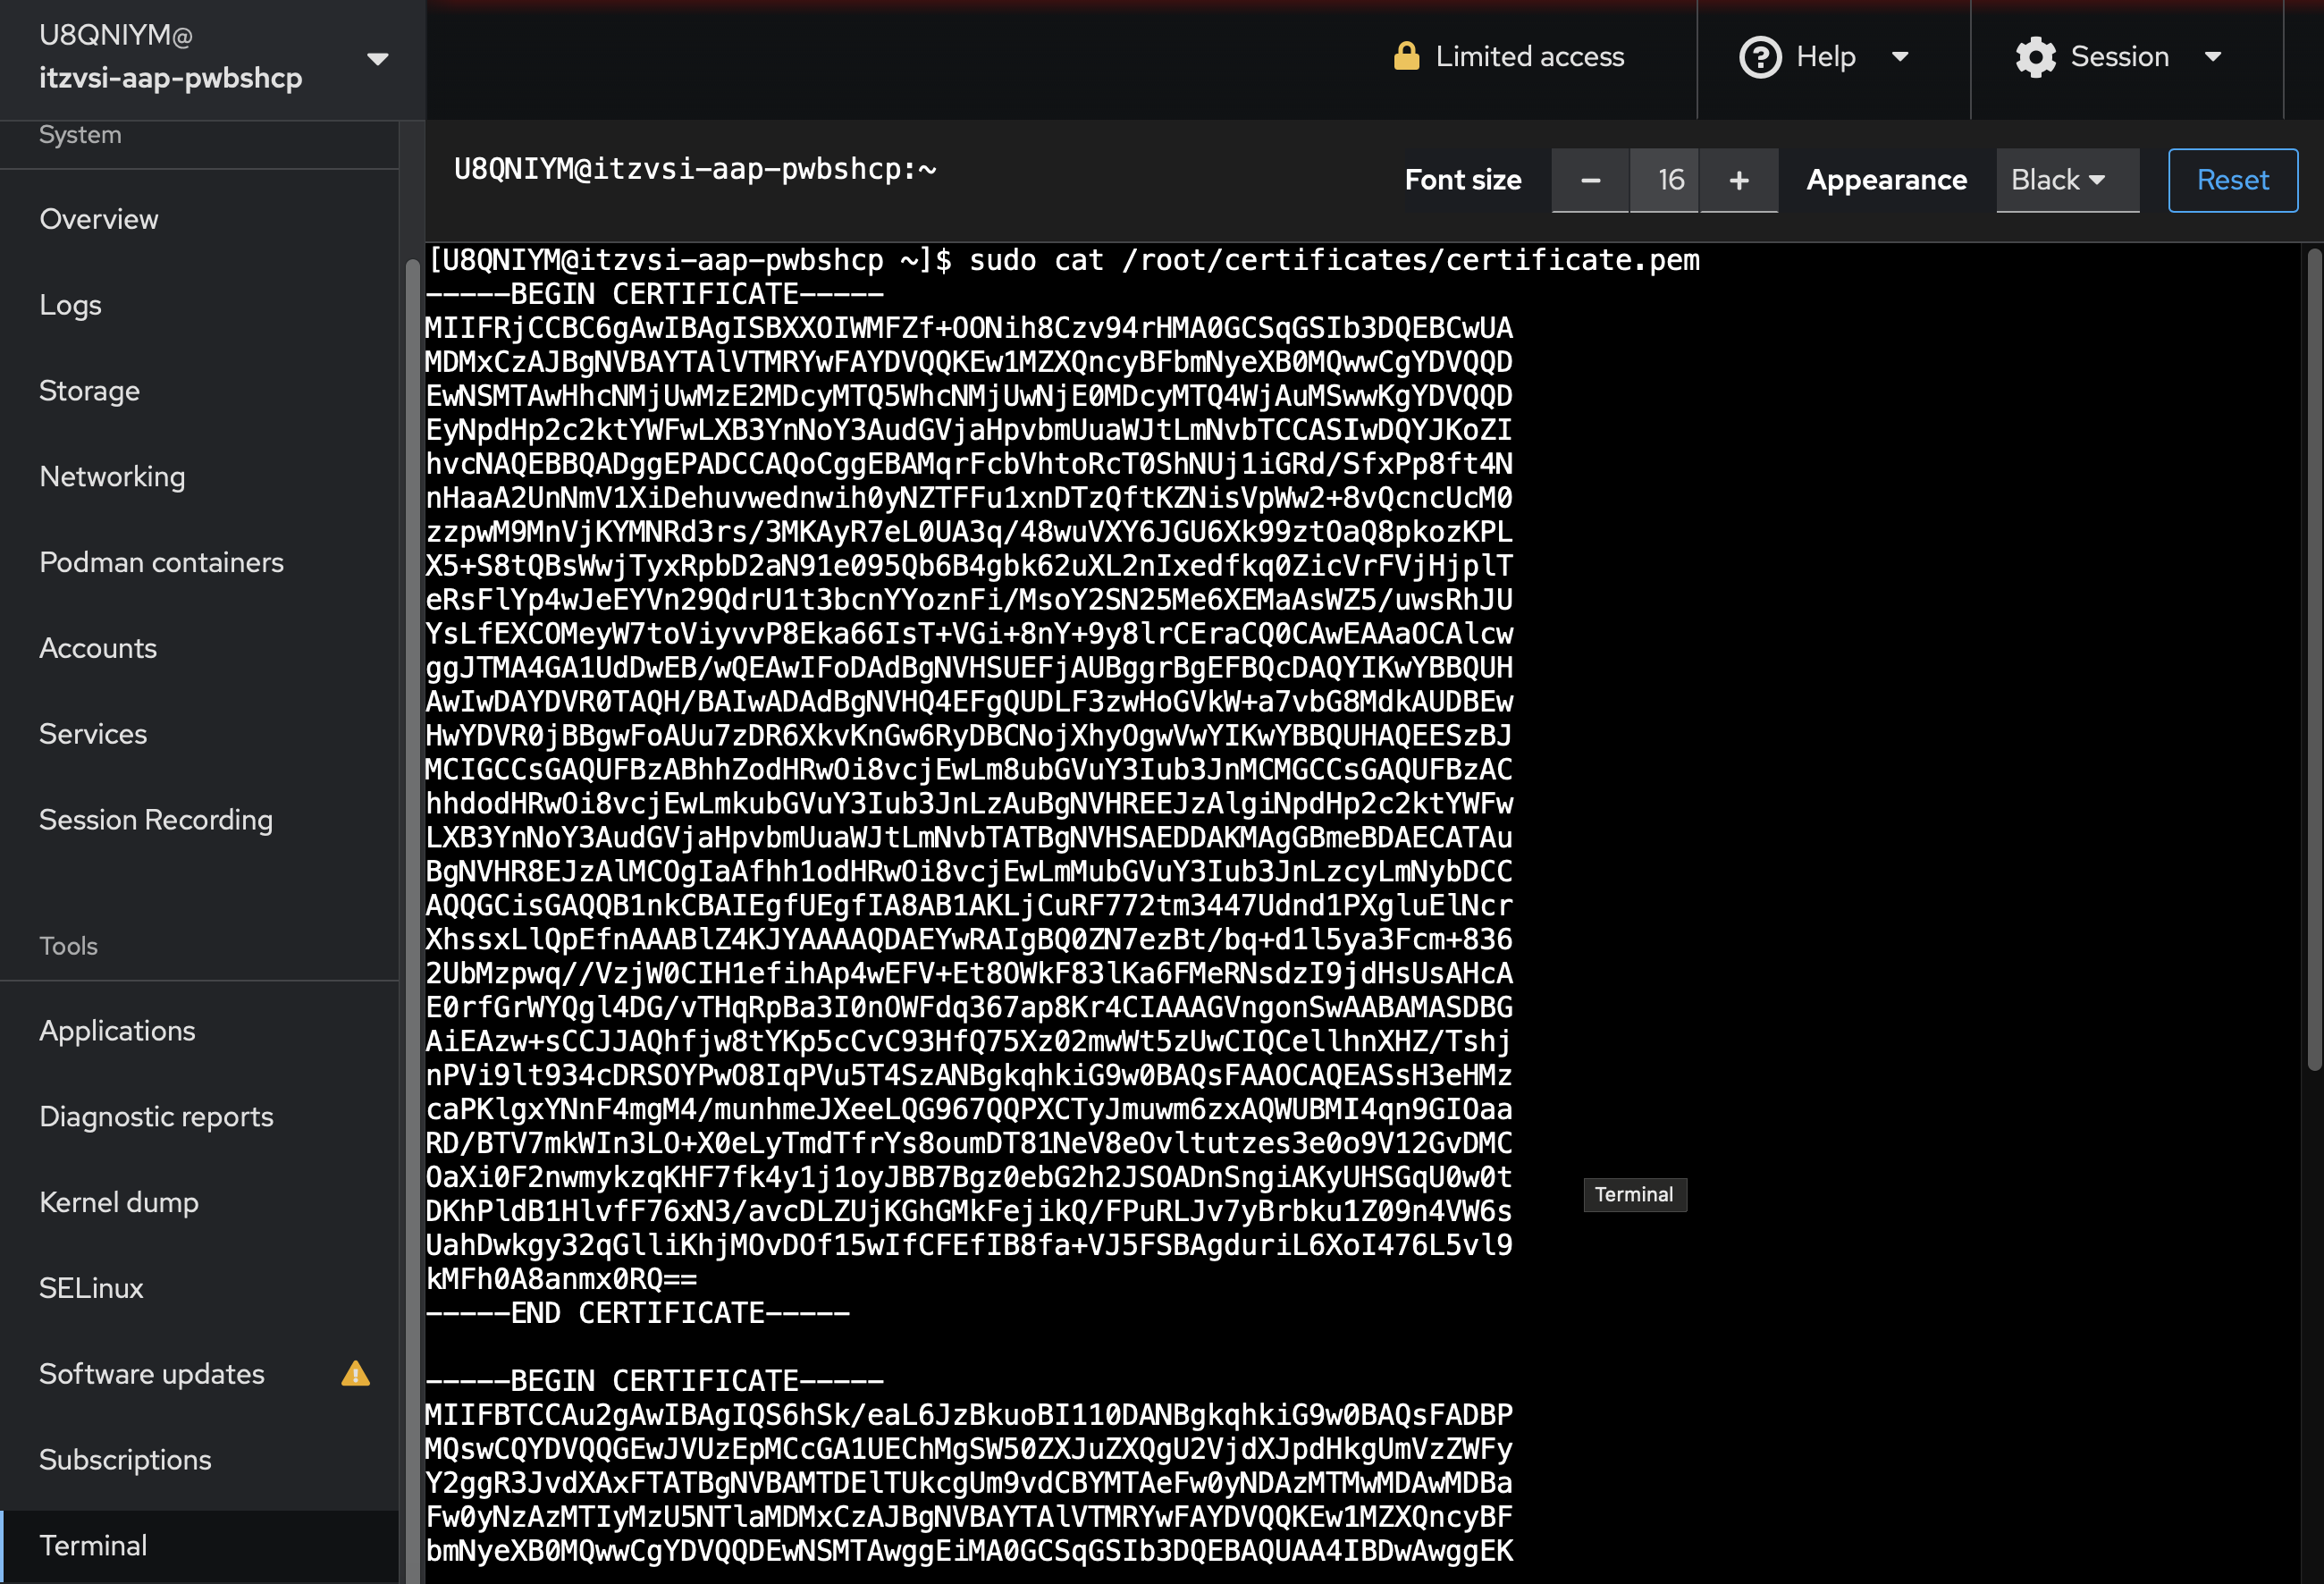 U8QNIYM@
itzvsi-aap-pwbshcp
Limited access
Help
Session
System
Overview
Logs
Storage
Networking
Podman containers
Accounts
Services
Session Recording
Tools
Applications
Diagnostic reports
Kernel dump
SELinux
Software updates
Subscriptions
Terminal
U8QNIYM@itzvsi-aap-pwbshcp:~
Font size
16
Appearance
Black
Reset
[U8QNIYM@itzvsi-aap-pwbshcp ~]$ sudo cat /root/certificates/certificate.pem
-----BEGIN CERTIFICATE-----
MIIFRjCCBC6gAwIBAgISBXXOIWMFZf+OONih8Czv94rHMA0GCSqGSIb3DQEBCwUA
MDMxCzAJBgNVBAYTAlVTMRYwFAYDVQQKEw1MZXQncyBFbmNyeXB0MQwwCgYDVQQD
EwNSMTAwHhcNMjUwMzE2MDcyMTQ5WhcNMjUwNjE0MDcyMTQ4WjAuMSwwKgYDVQQD
EyNpdHp2c2ktYWFwLXB3YnNoY3AudGVjaHpvbmUuaWJtLmNvbTCCASIwDQYJKoZI
hvcNAQEBBQADggEPADCCAQoCggEBAMqrFcbVhtoRcT0ShNUj1iGRd/SfxPp8ft4N
nHaaA2UnNmV1XiDehuvwednwih0yNZTFFu1xnDTzQftKZNisVpWw2+8vQcncUcM0
zzpwM9MnVjKYMNRd3rs/3MKAyR7eL0UA3q/48wuVXY6JGU6Xk99ztOaQ8pkozKPL
X5+S8tQBsWwjTyxRpbD2aN91e095Qb6B4gbk62uXL2nIxedfkq0ZicVrFVjHjplT
eRsFlYp4wJeEYVn29QdrU1t3bcnYYoznFi/MsoY2SN25Me6XEMaAsWZ5/uwsRhJU
YsLfEXCOMeyW7toViyvvP8Eka66IsT+VGi+8nY+9y8lrCEraCQ0CAwEAAaOCAlcw
ggJTMA4GA1UdDwEB/wQEAwIFoDAdBgNVHSUEFjAUBggrBgEFBQcDAQYIKwYBBQUH
AwIwDAYDVR0TAQH/BAIwADAdBgNVHQ4EFgQUDLF3zwHoGVkW+a7vbG8MdkAUDBEw
HwYDVR0jBBgwFoAUu7zDR6XkvKnGw6RyDBCNojXhyOgwVwYIKwYBBQUHAQEESzBJ
MCIGCCsGAQUFBzABhhZodHRwOi8vcjEwLm8ubGVuY3Iub3JnMCMGCCsGAQUFBzAC
hhdodHRwOi8vcjEwLmkubGVuY3Iub3JnLzAuBgNVHREEJzAlgiNpdHp2c2ktYWFw
LXB3YnNoY3AudGVjaHpvbmUuaWJtLmNvbTATBgNVHSAEDDAKMAgGBmeBDAECATAu
BgNVHR8EJzAlMCOgIaAfhh1odHRwOi8vcjEwLmMubGVuY3Iub3JnLzcyLmNybDCC
AQQGCisGAQQB1nkCBAIEgfUEgfIA8AB1AKLjCuRF772tm3447Udnd1PXgluElNcr
XhssxLlQpEfnAAABlZ4KJYAAAAQDAEYwRAIgBQ0ZN7ezBt/bq+d1l5ya3Fcm+836
2UbMzpwq//VzjW0CIH1efihAp4wEFV+Et8OWkF83lKa6FMeRNsdzI9jdHsUsAHcA
E0rfGrWYQgl4DG/vTHqRpBa3I0nOWFdq367ap8Kr4CIAAAGVngonSwAABAMASDBG
AiEAzw+sCCJJAQhfjw8tYKp5cCvC93HfQ75Xz02mwWt5zUwCIQCellhnXHZ/Tshj
nPVi9lt934cDRSOYPwO8IqPVu5T4SzANBgkqhkiG9w0BAQsFAAOCAQEASsH3eHMz
caPKlgxYNnF4mgM4/munhmeJXeeLQG967QQPXCTyJmuwm6zxAQWUBMI4qn9GIOaa
RD/BTV7mkWIn3LO+X0eLyTmdTfrYs8oumDT81NeV8eOvltutzes3e0o9V12GvDMC
OaXi0F2nwmykzqKHF7fk4y1j1oyJBB7Bgz0ebG2h2JSOADnSngiAKyUHSGqU0w0t
DKhPldB1HlvfF76xN3/avcDLZUjKGhGMkFejikQ/FPuRLJv7yBrbku1Z09n4VW6s
UahDwkgy32qGlliKhjMOvDOf15wIfCFEfIB8fa+VJ5FSBAgduriL6XoI476L5vl9
kMFh0A8anmx0RQ==
-----END CERTIFICATE-----
Terminal
-----BEGIN CERTIFICATE-----
MIIFBTCCAu2gAwIBAgIQS6hSk/eaL6JzBkuoBI110DANBgkqhkiG9w0BAQsFADBP
MQswCQYDVQQGEwJVUzEpMCcGA1UEChMgSW50ZXJuZXQgU2VjdXJpdHkgUmVzZWFy
Y2ggR3JvdXAxFTATBgNVBAMTDElTUkcgUm9vdCBYMTAeFw0yNDAzMTMwMDAwMDBa
Fw0yNzAzMTIyMzU5NTlaMDMxCzAJBgNVBAYTAlVTMRYwFAYDVQQKEw1MZXQncyBF
bmNyeXB0MQwwCgYDVQQDEwNSMTAwggEiMA0GCSqGSIb3DQEBAQUAA4IBDwAwggEK